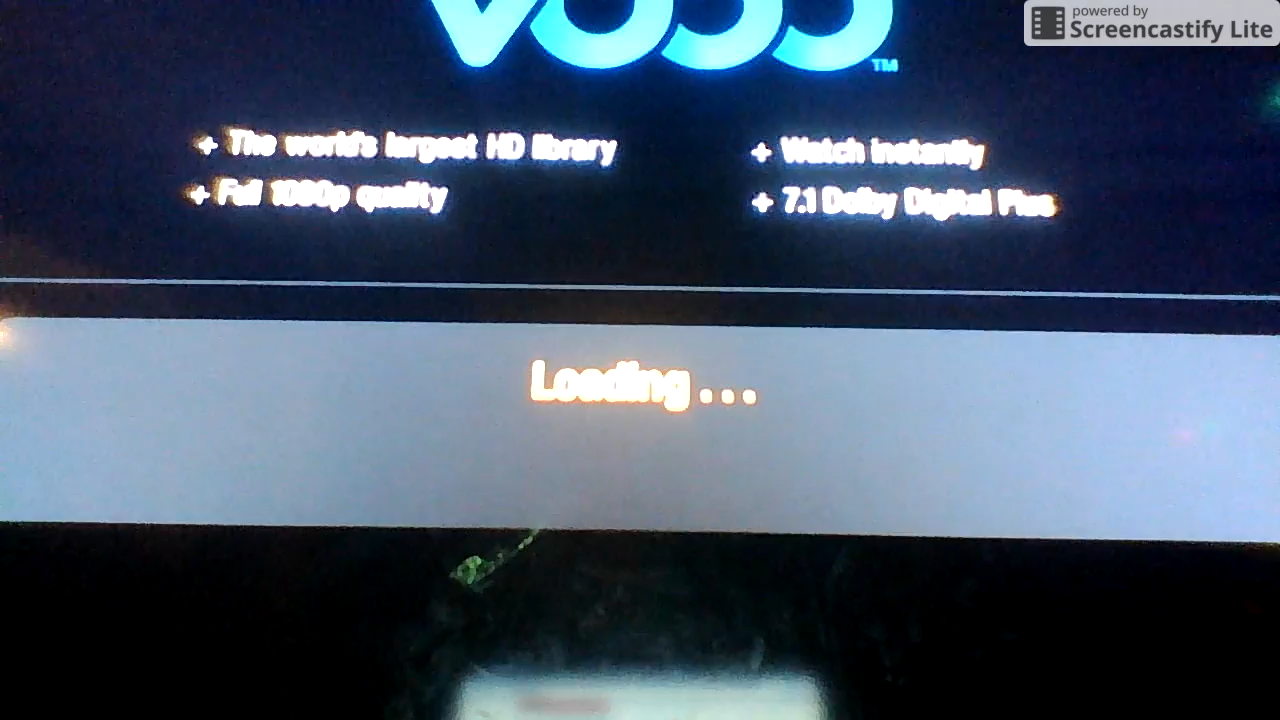 powered by
Screencastify Lite
TM
+ The world's largest HD library
+ Watch instantly
+ Full 1080p quality
+ 7.1 Dolby Digital Plus
Loading...